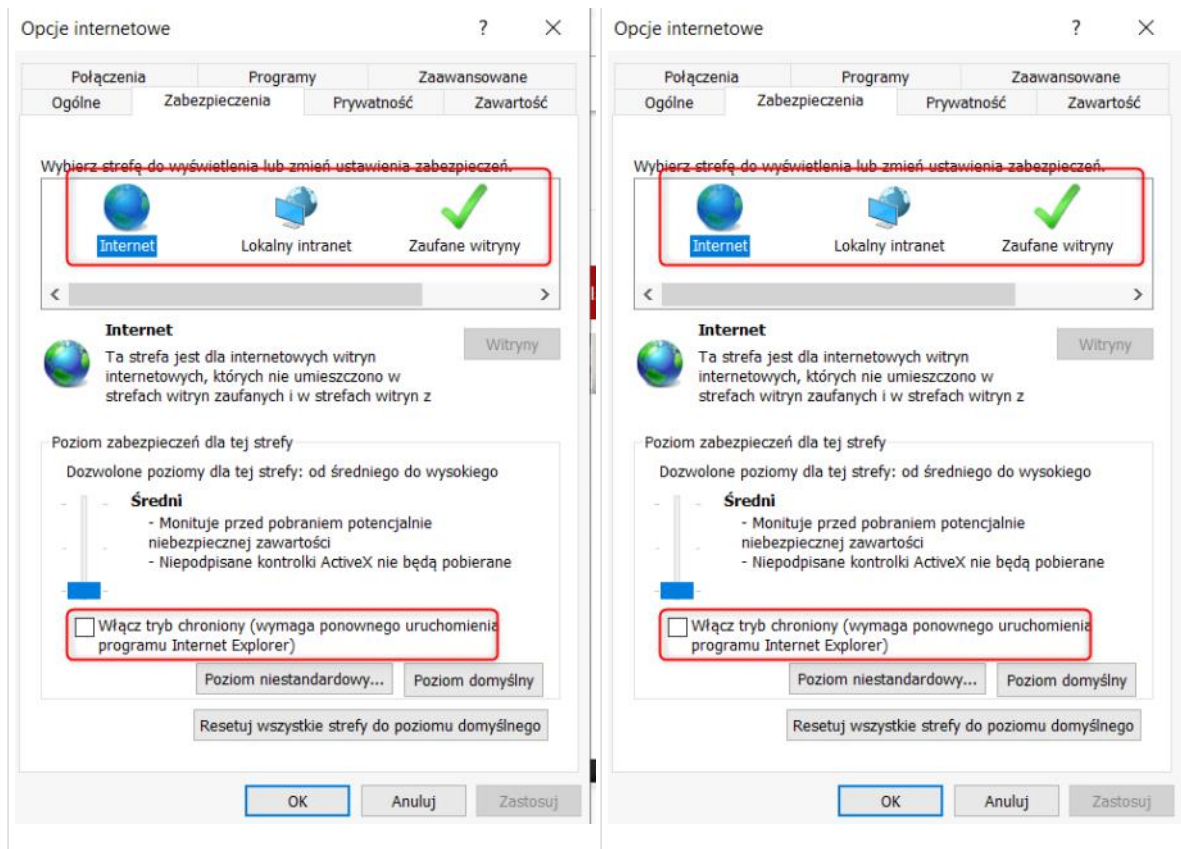 Opcje internetowe
Połączenia Programy Zaawansowane
Ogólne Zabezpieczenia Prywatność Zawartość
Wybierz strefę do wyświetlenia lub zmień ustawienia zabezpieczeń.
Internet Lokalny intranet Zaufane witryny
Internet
Witryny
Ta strefa jest dla internetowych witryn
internetowych, których nie umieszczono w
strefach witryn zaufanych i w strefach witryn z
Poziom zabezpieczeń dla tej strefy
Dozwolone poziomy dla tej strefy: od średniego do wysokiego
Średni
- Monituje przed pobraniem potencjalnie
niebezpiecznej zawartości
- Niepodpisane kontrolki ActiveX nie będą pobierane
Włącz tryb chroniony (wymaga ponownego uruchomienia
programu Internet Explorer)
Poziom niestandardowy... Poziom domyślny
Resetuj wszystkie strefy do poziomu domyślnego
OK Anuluj Zastosuj
Opcje internetowe
Połączenia Programy Zaawansowane
Ogólne Zabezpieczenia Prywatność Zawartość
Wybierz strefę do wyświetlenia lub zmień ustawienia zabezpieczeń.
Internet Lokalny intranet Zaufane witryny
Internet
Witryny
Ta strefa jest dla internetowych witryn
internetowych, których nie umieszczono w
strefach witryn zaufanych i w strefach witryn z
Poziom zabezpieczeń dla tej strefy
Dozwolone poziomy dla tej strefy: od średniego do wysokiego
Średni
- Monituje przed pobraniem potencjalnie
niebezpiecznej zawartości
- Niepodpisane kontrolki ActiveX nie będą pobierane
Włącz tryb chroniony (wymaga ponownego uruchomienia
programu Internet Explorer)
Poziom niestandardowy... Poziom domyślny
Resetuj wszystkie strefy do poziomu domyślnego
OK Anuluj Zastosuj